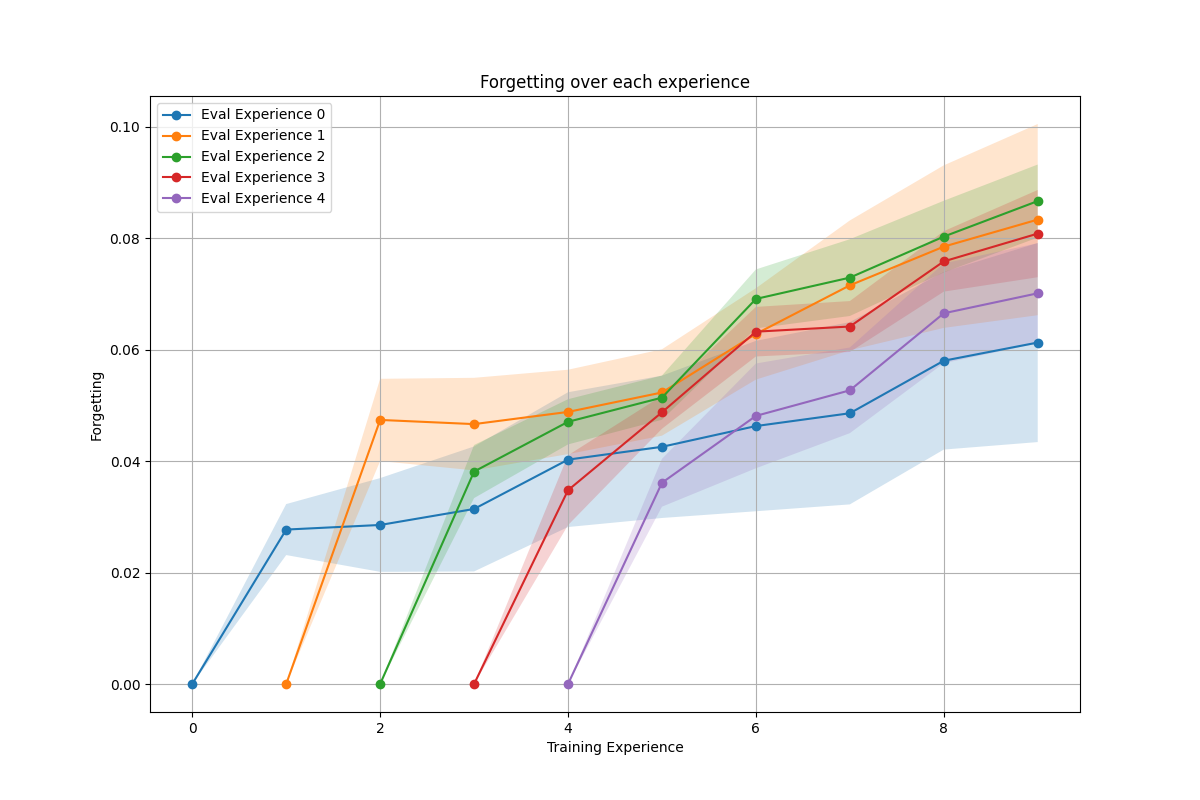 Forgetting over each experience
Eval Experience 0
Eval Experience 1
Eval Experience 2
Eval Experience 3
Eval Experience 4
0.10
0.08
0.06
0.04
0.02
0.00
Forgetting
0 2 4 6 8
Training Experience